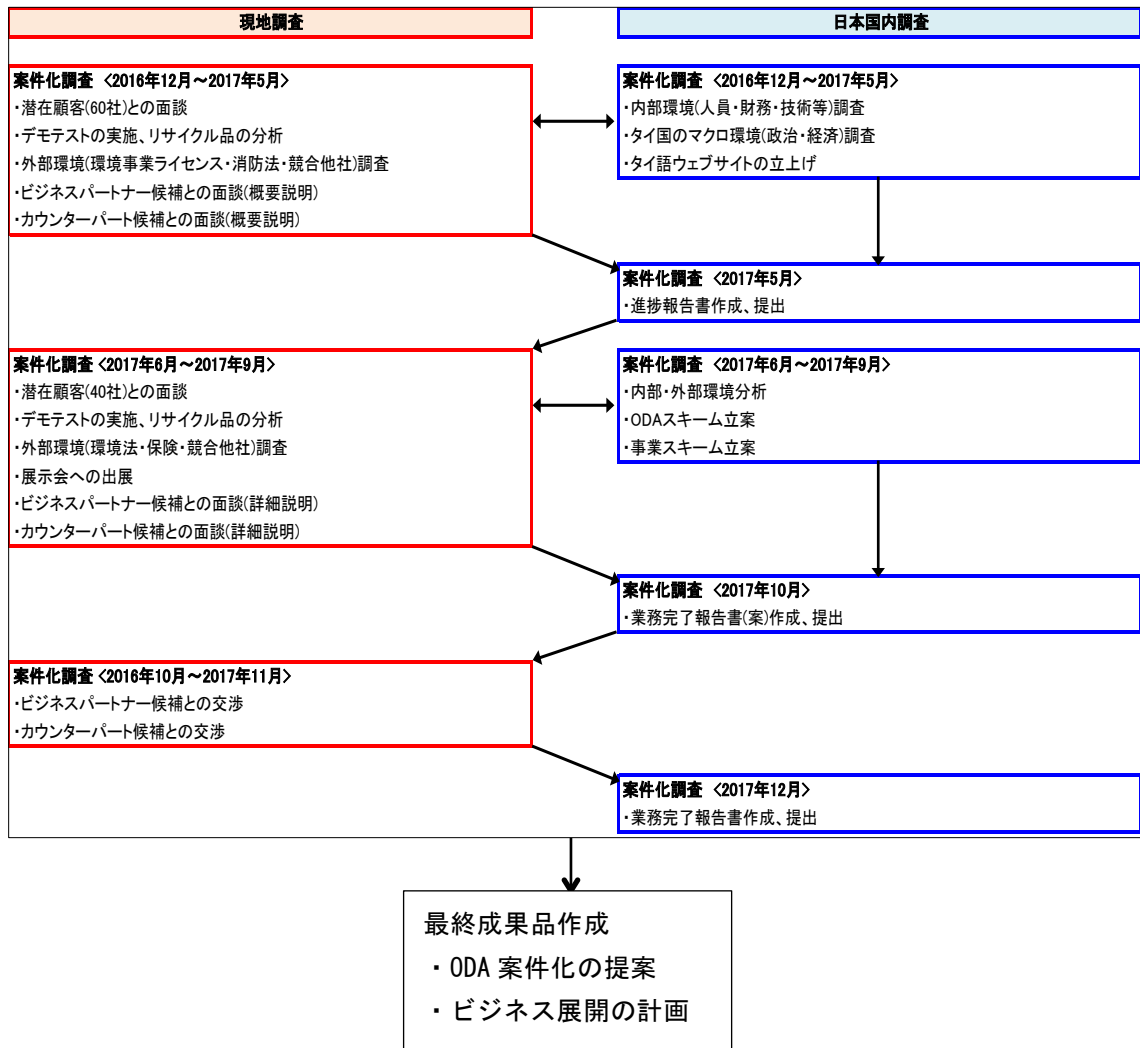 現地調査
日本国内調査
案件化調査 <2016年12月～2017年5月>
・潜在顧客(60社)との面談
・デモテストの実施、リサイクル品の分析
・外部環境(環境事業ライセンス・消防法・競合他社)調査
・ビジネスパートナー候補との面談(概要説明)
・カウンターパート候補との面談(概要説明)
案件化調査 <2016年12月～2017年5月>
・内部環境(人員・財務・技術等)調査
・タイ国のマクロ環境(政治・経済)調査
・タイ語ウェブサイトの立上げ
案件化調査 <2017年5月>
・進捗報告書作成、提出
案件化調査 <2017年6月～2017年9月>
・潜在顧客(40社)との面談
・デモテストの実施、リサイクル品の分析
・外部環境(環境法・保険・競合他社)調査
・展示会への出展
・ビジネスパートナー候補との面談(詳細説明)
・カウンターパート候補との面談(詳細説明)
案件化調査 <2017年6月～2017年9月>
・内部・外部環境分析
・ODAスキーム立案
・事業スキーム立案
案件化調査 <2017年10月>
・業務完了報告書(案)作成、提出
案件化調査 <2016年10月～2017年11月>
・ビジネスパートナー候補との交渉
・カウンターパート候補との交渉
案件化調査 <2017年12月>
・業務完了報告書作成、提出
最終成果品作成
・ODA 案件化の提案
・ビジネス展開の計画